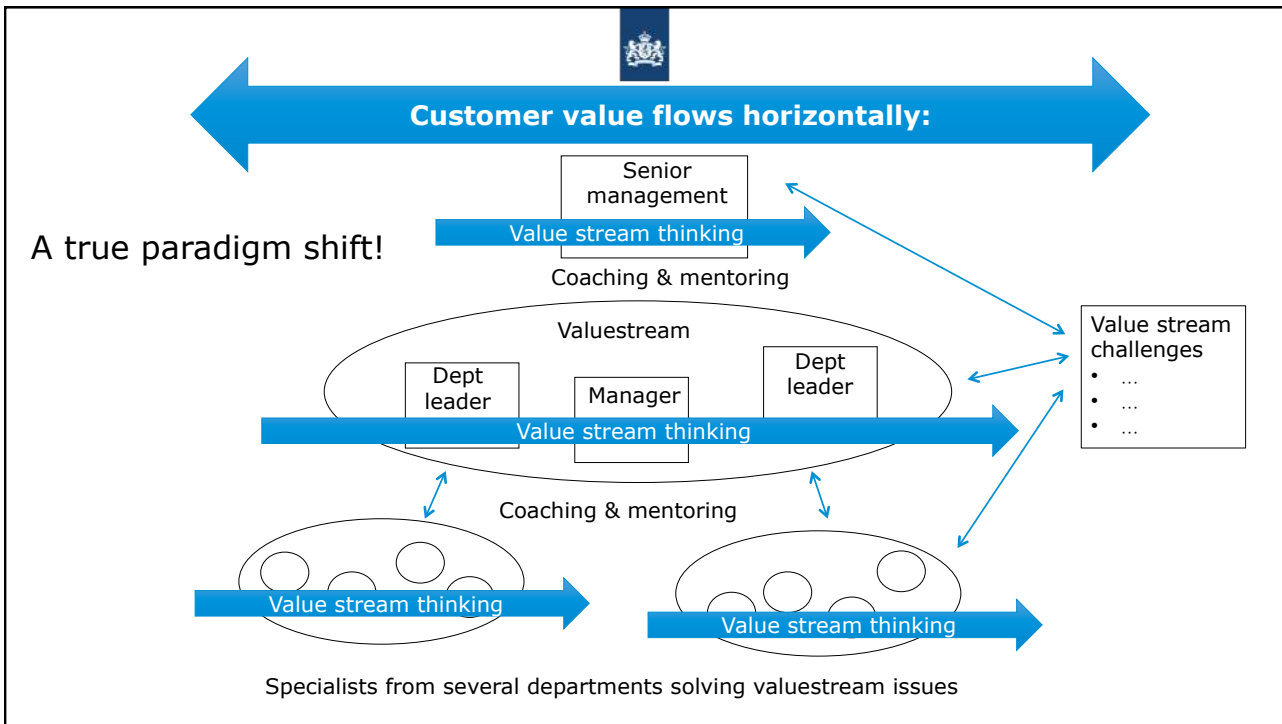 Customer value flows horizontally:
Senior
management
Value stream thinking
A true paradigm shift!
Coaching & mentoring
Valuestream
Dept
leader
Manager
Dept
leader
Value stream thinking
Value stream
challenges
• ...
• ...
• ...
Coaching & mentoring
Value stream thinking
Value stream thinking
Specialists from several departments solving valuestream issues